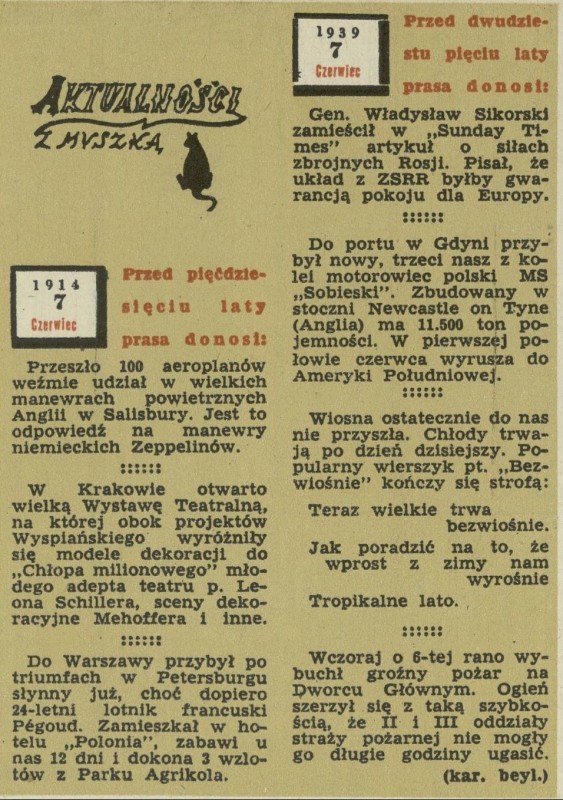 AKTUALNOŚCI
Z MYSZKĄ
1914
7
Czerwiec
Przed pięćdzie-
sięciu laty
prasa donosi:
Przeszło 100 aeroplanów
weźmie udział w wielkich
manewrach powietrznych
Anglii w Salisbury. Jest to
odpowiedź na manewry
niemieckich Zeppelinów.
W Krakowie otwarto
wielką Wystawę Teatralną,
na której obok projektów
Wyspiańskiego wyróżniły
się modele dekoracji do
„Chłopa milionowego” mło-
dego adepta teatru p. Le-
ona Schillera, sceny deko-
racyjne Mehoffera i inne.
Do Warszawy przybył po
triumfach w Petersburgu
słynny już, choć dopiero
24-letni lotnik francuski
Pégoud. Zamieszkał w ho-
telu „Polonia”, zabawi u
nas 12 dni i dokona 3 wzlo-
tów z Parku Agrikola.
1939
7
Czerwiec
Przed dwudzie-
stu pięciu laty
prasa donosi:
Gen. Władysław Sikorski
zamieścił w „Sunday Ti-
mes” artykuł o siłach
zbrojnych Rosji. Pisał, że
układ z ZSRR byłby gwa-
rancją pokoju dla Europy.
Do portu w Gdyni przy-
był nowy, trzeci nasz z ko-
lei motorowiec polski MS
„Sobieski”. Zbudowany w
stoczni Newcastle on Tyne
(Anglia) ma 11.500 ton po-
jemności. W pierwszej po-
łowie czerwca wyrusza do
Ameryki Południowej.
Wiosna ostatecznie do nas
nie przyszła. Chłody trwa-
ją po dzień dzisiejszy. Po-
pularny wierszyk pt. „Bez-
wiośnie” kończy się strofą:
Teraz wielkie trwa
bezwiośnie.
Jak poradzić na to, że
wprost z zimy nam
wyrośnie
Tropikalne lato.
Wczoraj o 6-tej rano wy-
buchł groźny pożar na
Dworcu Głównym. Ogień
szerzył się z taką szybko-
ścią, że II i III oddziały
straży pożarnej nie mogły
go długie godziny ugasić.
(kar. beyl.)